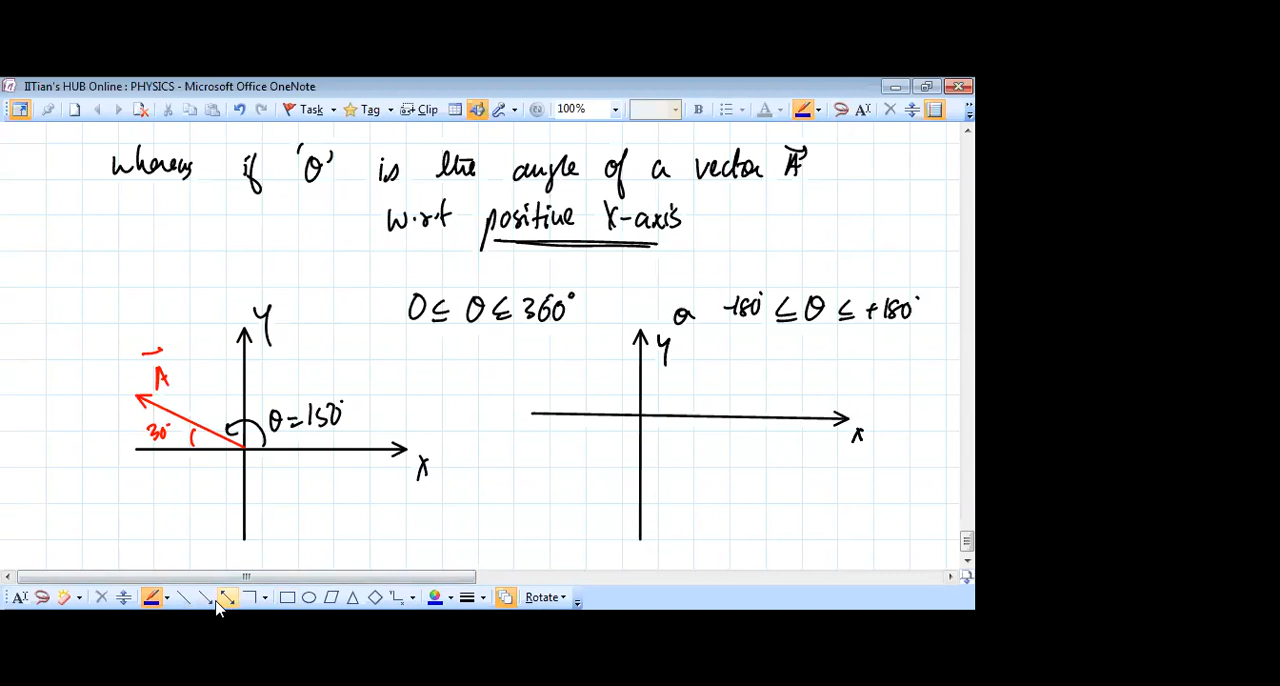 IITian's HUB Online : PHYSICS - Microsoft Office OneNote
Task Tag Clip 100% B A
whereas if 'θ' is the angle of a vector A⃗
w.r.t positive X-axis
0 ≤ θ ≤ 360° or -180° ≤ θ ≤ +180°
y
y
A⃗
30°
θ = 150°
x
x
Rotate